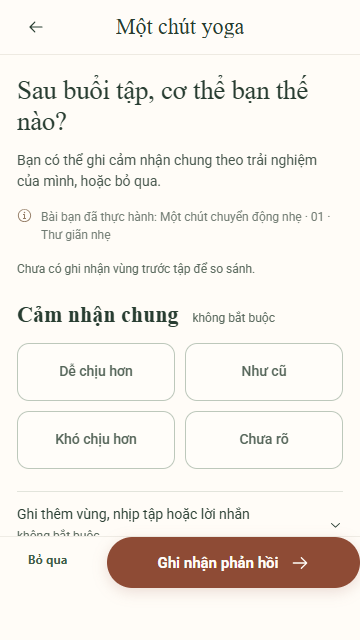 Một chút yoga
Sau buổi tập, cơ thể bạn thế
nào?
Bạn có thể ghi cảm nhận chung theo trải nghiệm
của mình, hoặc bỏ qua.
Bài bạn đã thực hành: Một chút chuyển động nhẹ · 01 ·
Thư giãn nhẹ
Chưa có ghi nhận vùng trước tập để so sánh.
Cảm nhận chung không bắt buộc
Dễ chịu hơn
Như cũ
Khó chịu hơn
Chưa rõ
Ghi thêm vùng, nhịp tập hoặc lời nhắn
không bắt buộc
Bỏ qua
Ghi nhận phản hồi